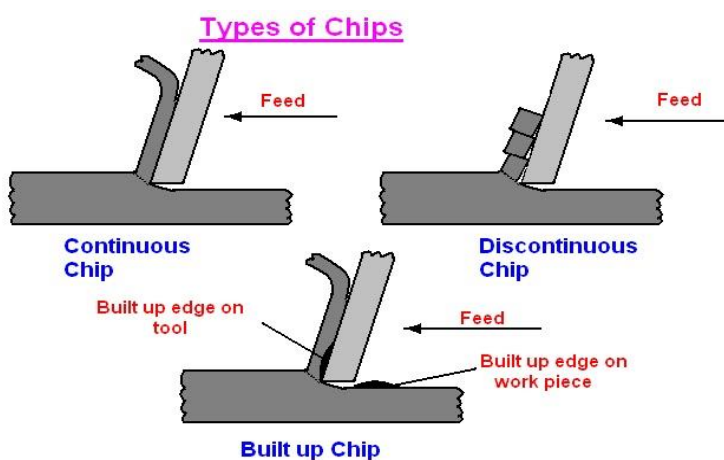 Types of Chips
Feed
Feed
Continuous
Chip
Discontinuous
Chip
Built up edge on
tool
Feed
Built up edge on
work piece
Built up Chip